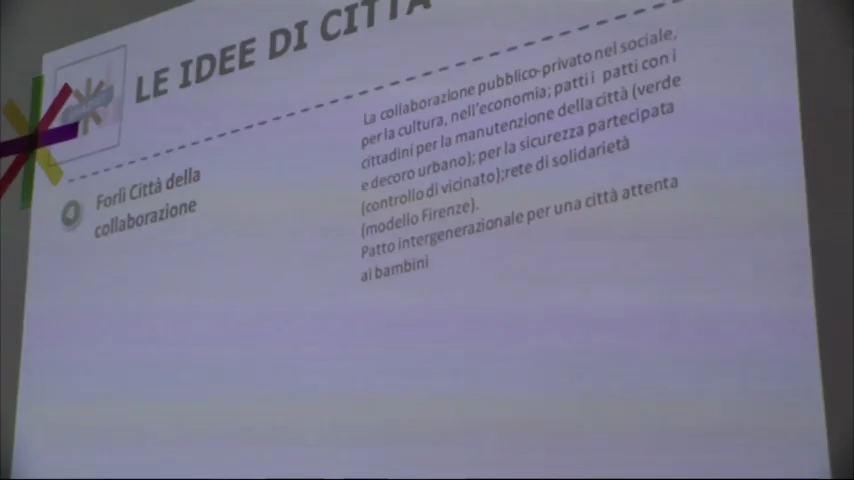 LE IDEE DI CITTÀ
4 Forlì Città della
collaborazione
La collaborazione pubblico-privato nel sociale,
per la cultura, nell'economia; patti i patti con i
cittadini per la manutenzione della città (verde
e decoro urbano); per la sicurezza partecipata
(controllo di vicinato);rete di solidarietà
(modello Firenze).
Patto intergenerazionale per una città attenta
ai bambini